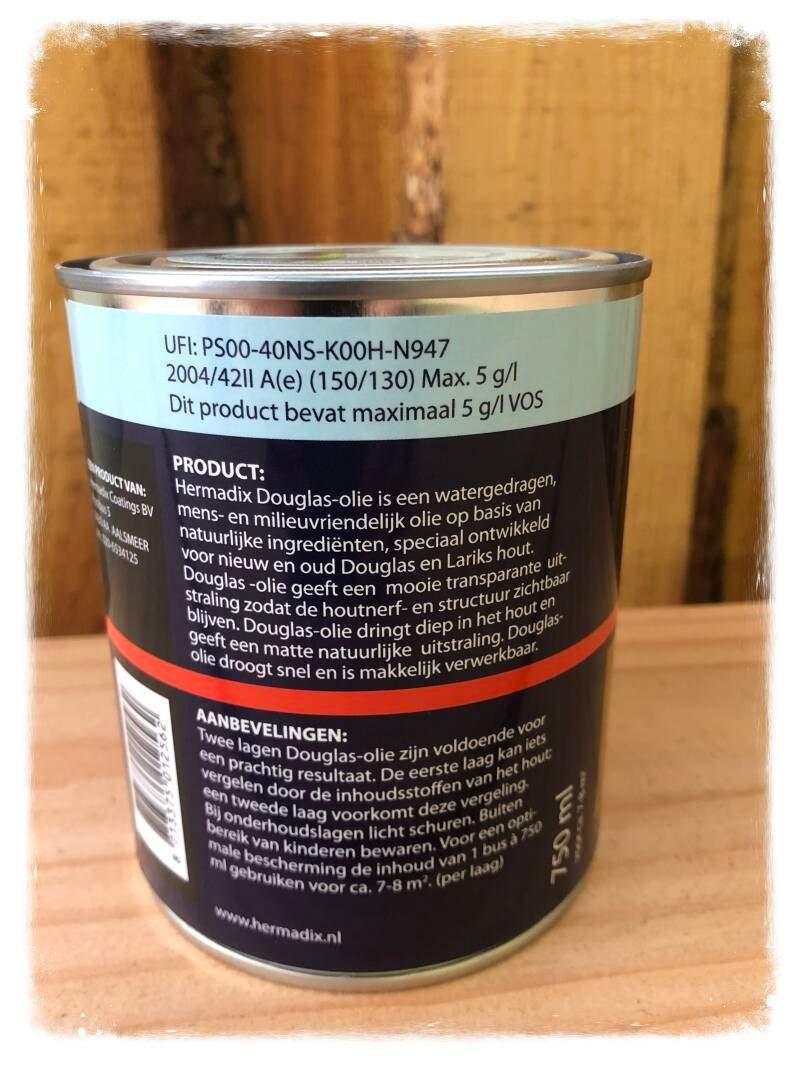 UFI: PS00-40NS-K00H-N947
2004/42II A(e) (150/130) Max. 5 g/l
Dit product bevat maximaal 5 g/l VOS
PRODUCT:
Hermadix Douglas-olie is een watergedragen,
mens- en milieuvriendelijk olie op basis van
natuurlijke ingrediënten, speciaal ontwikkeld
voor nieuw en oud Douglas en Lariks hout.
Douglas -olie geeft een mooie transparante uit-
straling zodat de houtnerf- en structuur zichtbaar
blijven. Douglas-olie dringt diep in het hout en
geeft een matte natuurlijke uitstraling. Douglas-
olie droogt snel en is makkelijk verwerkbaar.
AANBEVELINGEN:
Twee lagen Douglas-olie zijn voldoende voor
een prachtig resultaat. De eerste laag kan iets
vergelen door de inhoudsstoffen van het hout;
een tweede laag voorkomt deze vergeling.
Bij onderhoudslagen licht schuren. Buiten
bereik van kinderen bewaren. Voor een opti-
male bescherming de inhoud van 1 bus à 750
ml gebruiken voor ca. 7-8 m². (per laag)
www.hermadix.nl
PRODUCT VAN:
Coatings BV
AALSMEER
750 ml